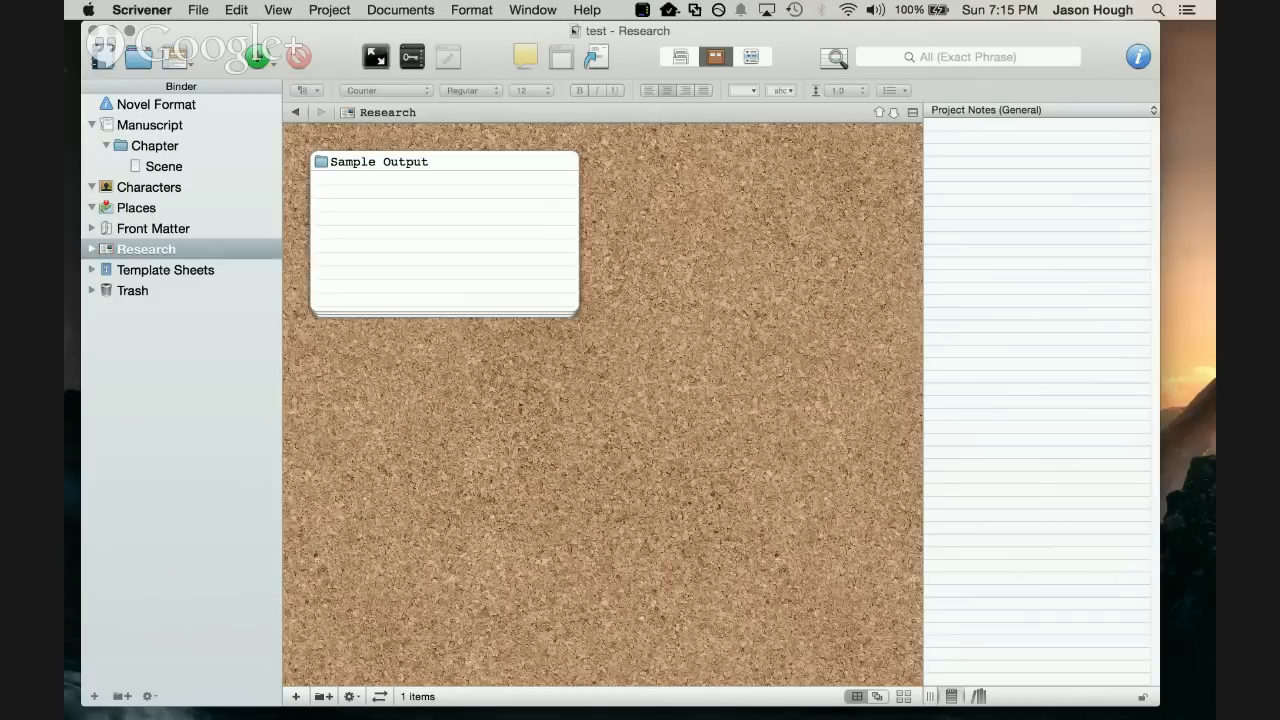 Scrivener File Edit View Project Documents Format Window Help 100% Sun 7:15 PM Jason Hough
test - Research
Google+
All (Exact Phrase)
Binder
Courier Regular 12 B I U abc 1.0
Novel Format
Manuscript
Chapter
Scene
Characters
Places
Front Matter
Research
Template Sheets
Trash
Research
Sample Output
Project Notes (General)
1 items